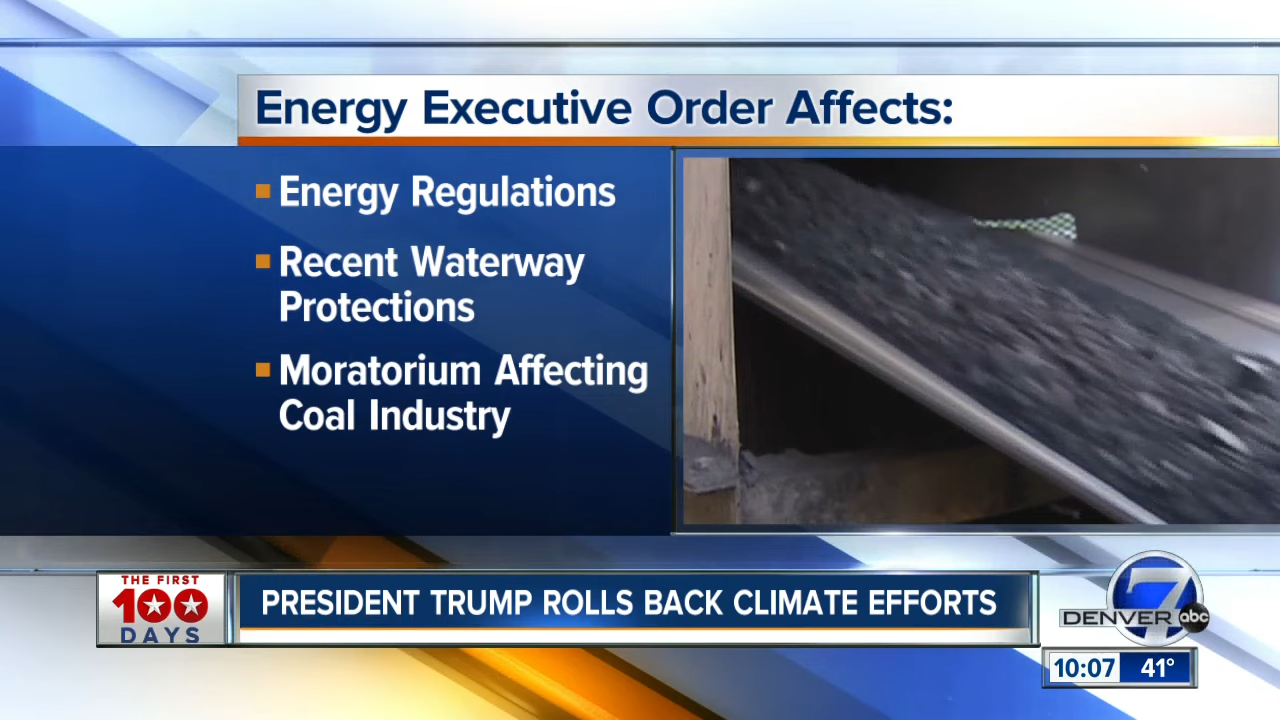 Energy Executive Order Affects:
Energy Regulations
Recent Waterway
Protections
Moratorium Affecting
Coal Industry
THE FIRST
100
DAYS
PRESIDENT TRUMP ROLLS BACK CLIMATE EFFORTS
7
DENVER abc
10:07 41°